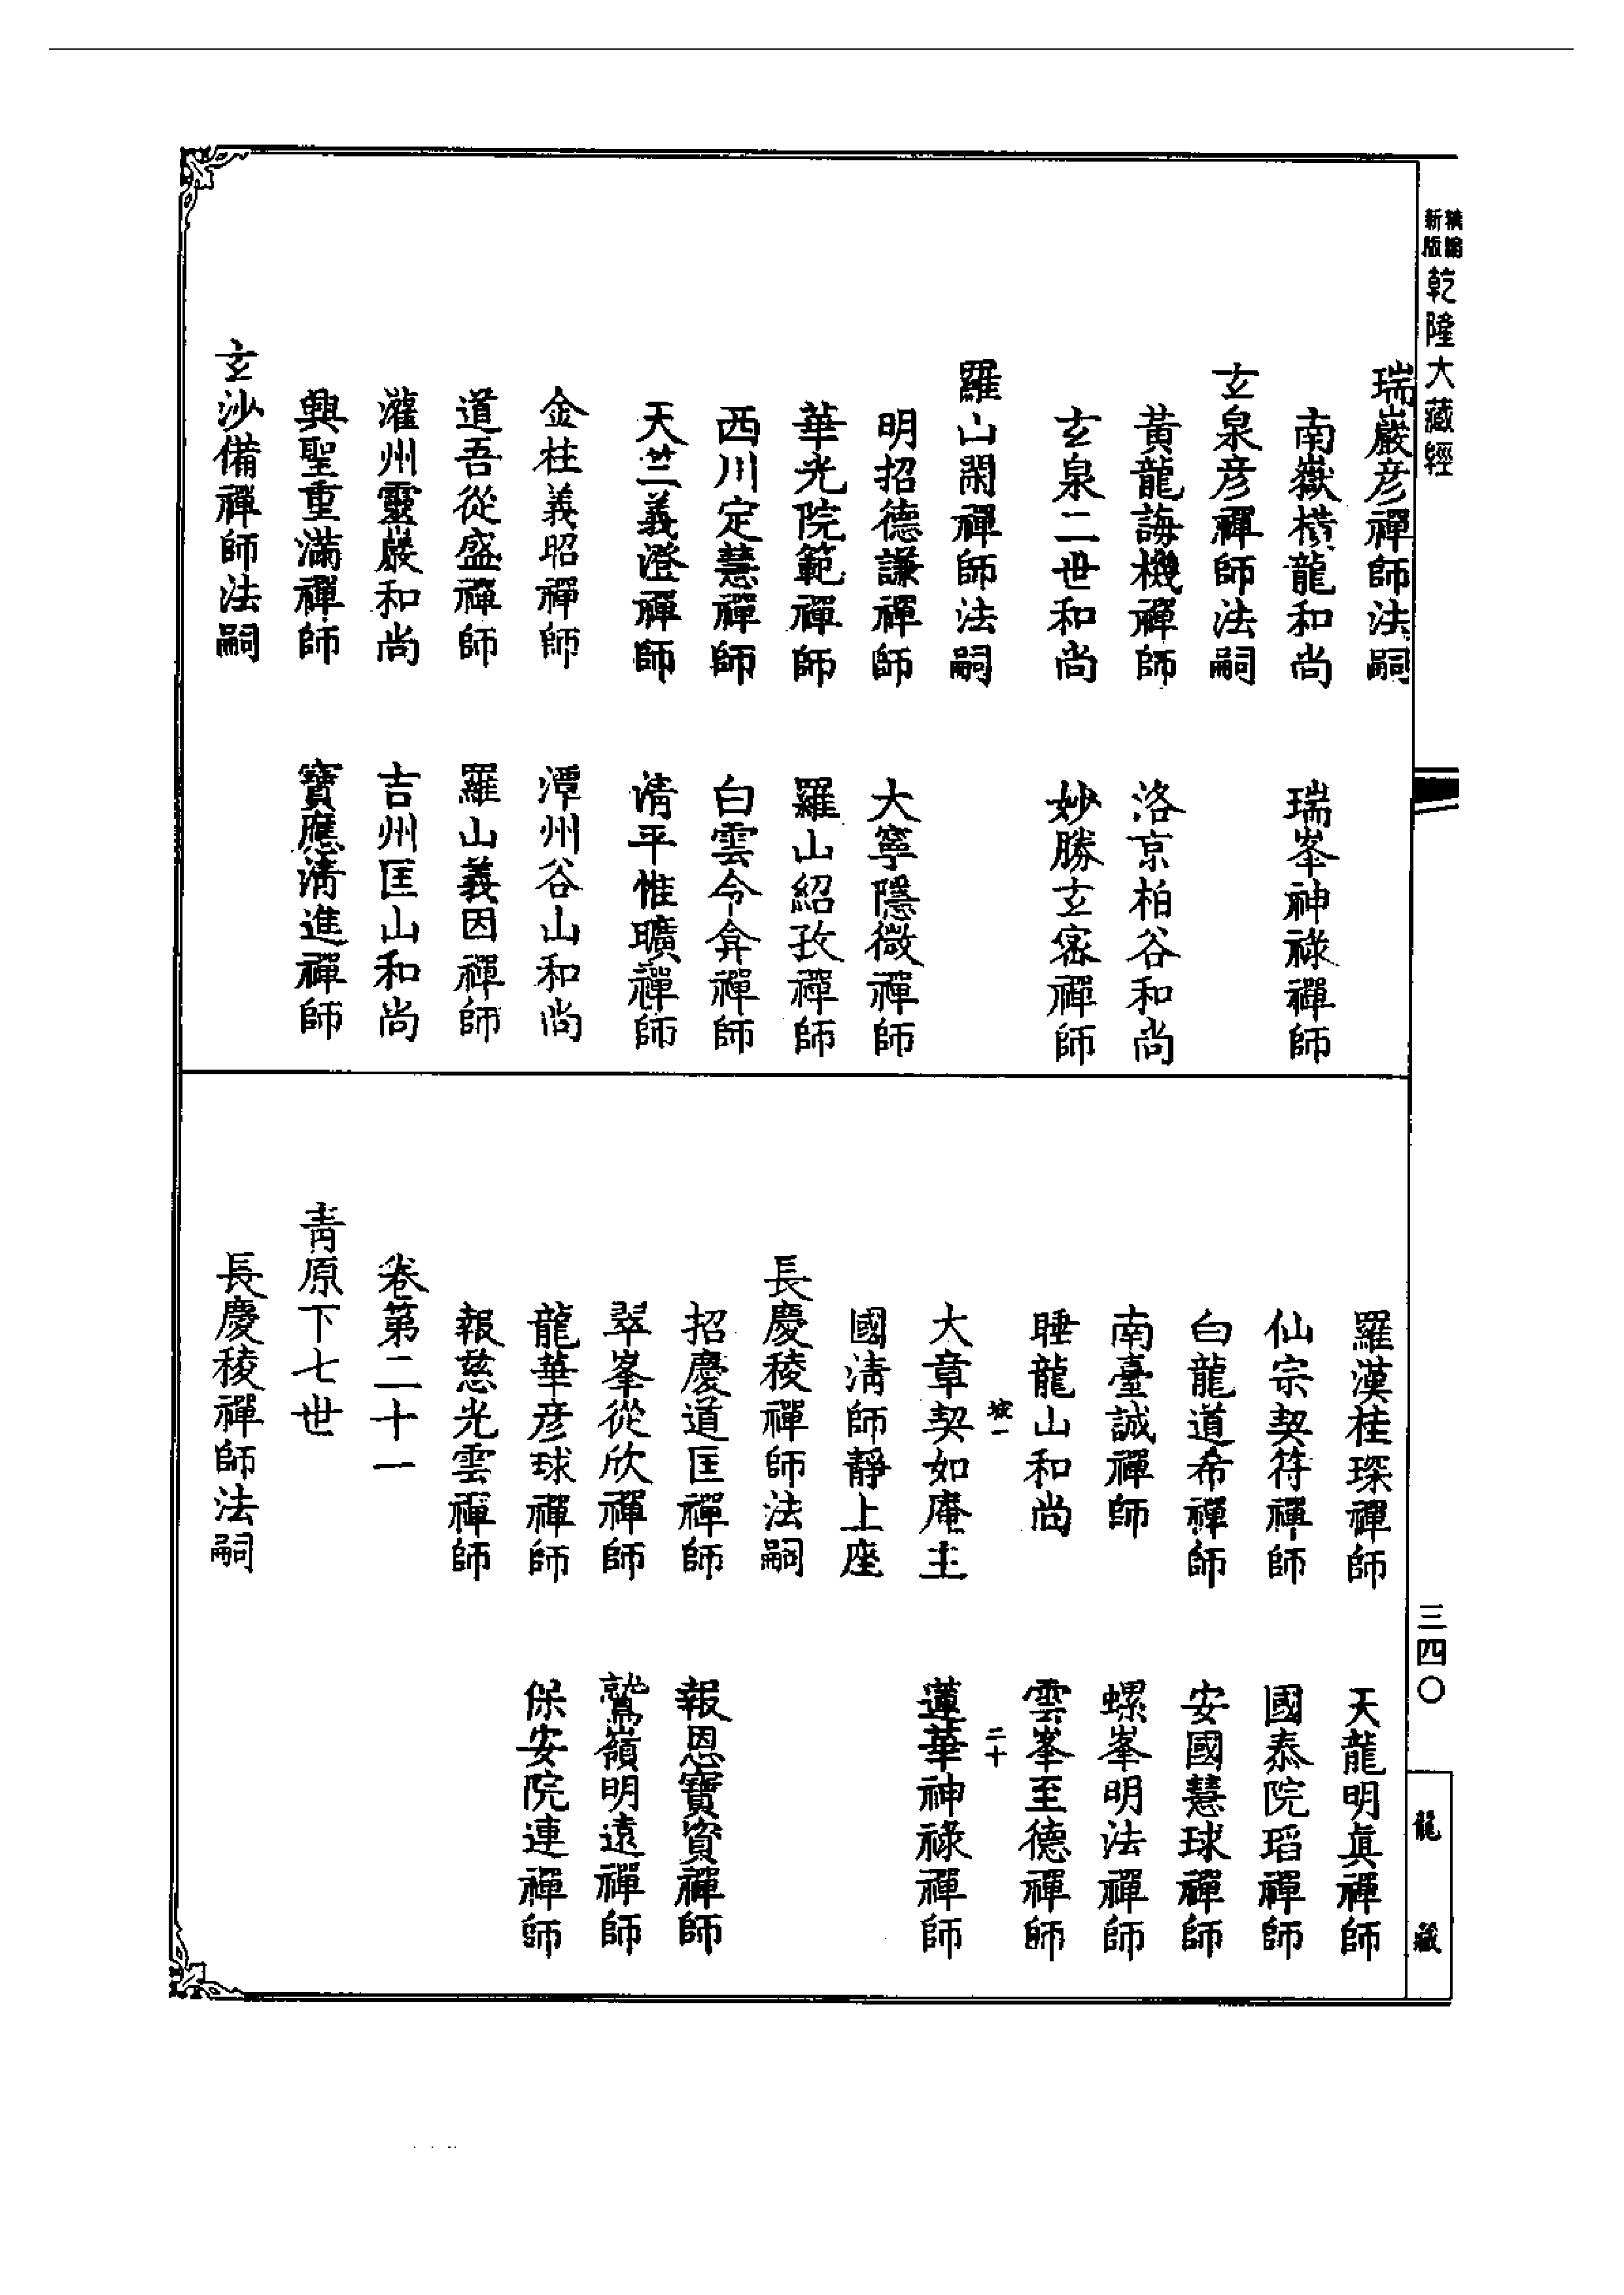 新編
新版
乾隆大藏經
瑞巖彥禪師法嗣
南嶽橫龍和尚 瑞峯神祿禪師
玄泉彥禪師法嗣
黃龍誨機禪師 洛京柏谷和尚
玄泉二世和尚 妙勝玄密禪師
羅山閑禪師法嗣
明招德謙禪師 大寧隱微禪師
華光院範禪師 羅山紹孜禪師
西川定慧禪師 白雲令弇禪師
天竺義澄禪師 清平惟曠禪師
金柱義昭禪師 潭州谷山和尚
道吾從盛禪師 羅山義因禪師
灌州靈巖和尚 吉州匡山和尚
興聖重滿禪師 寶應清進禪師
玄沙備禪師法嗣
羅漢桂琛禪師 天龍明眞禪師
仙宗契符禪師 國泰院瑫禪師
白龍道希禪師 安國慧球禪師
南臺誠禪師 螺峯明法禪師
睡龍山和尚 雲峯至德禪師
二十
大章契如庵主 蓮華神祿禪師
國清師靜上座
長慶稜禪師法嗣
招慶道匡禪師 報恩寶資禪師
翠峯從欣禪師 鷲嶺明遠禪師
龍華彥球禪師 保安院連禪師
報慈光雲禪師
卷第二十一
青原下七世
長慶稜禪師法嗣
三四〇
龍藏